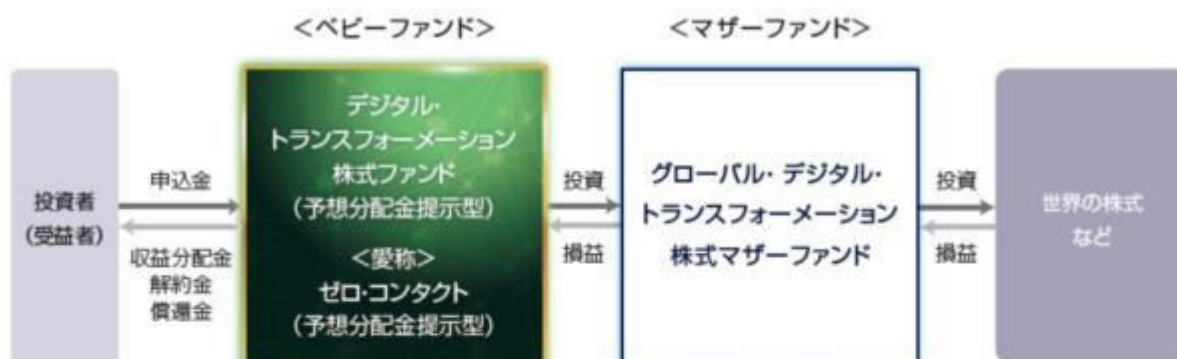 <ベビーファンド>
<マザーファンド>
投資者
(受益者)
申込金
収益分配金
解約金
償還金
デジタル・
トランスフォーメーション
株式ファンド
(予想分配金提示型)
<愛称>
ゼロ・コンタクト
(予想分配金提示型)
投資
損益
グローバル・デジタル・
トランスフォーメーション
株式マザーファンド
投資
損益
世界の株式
など